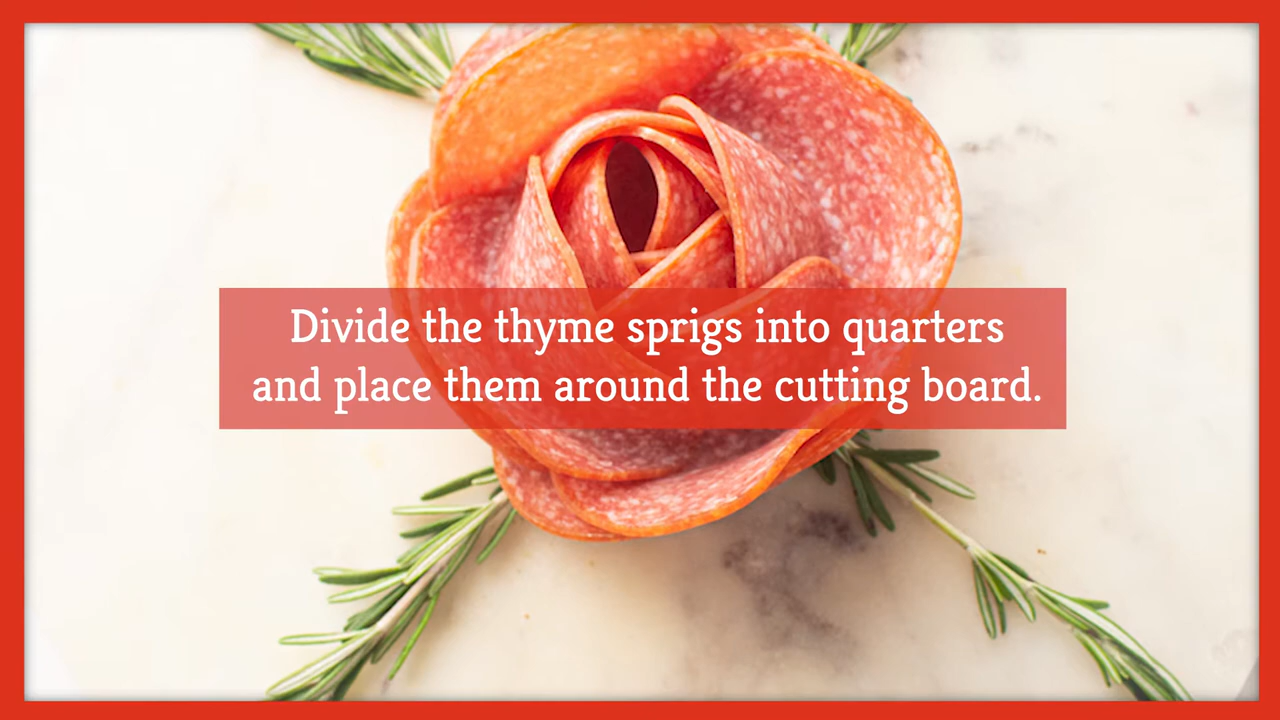 Divide the thyme sprigs into quarters
and place them around the cutting board.